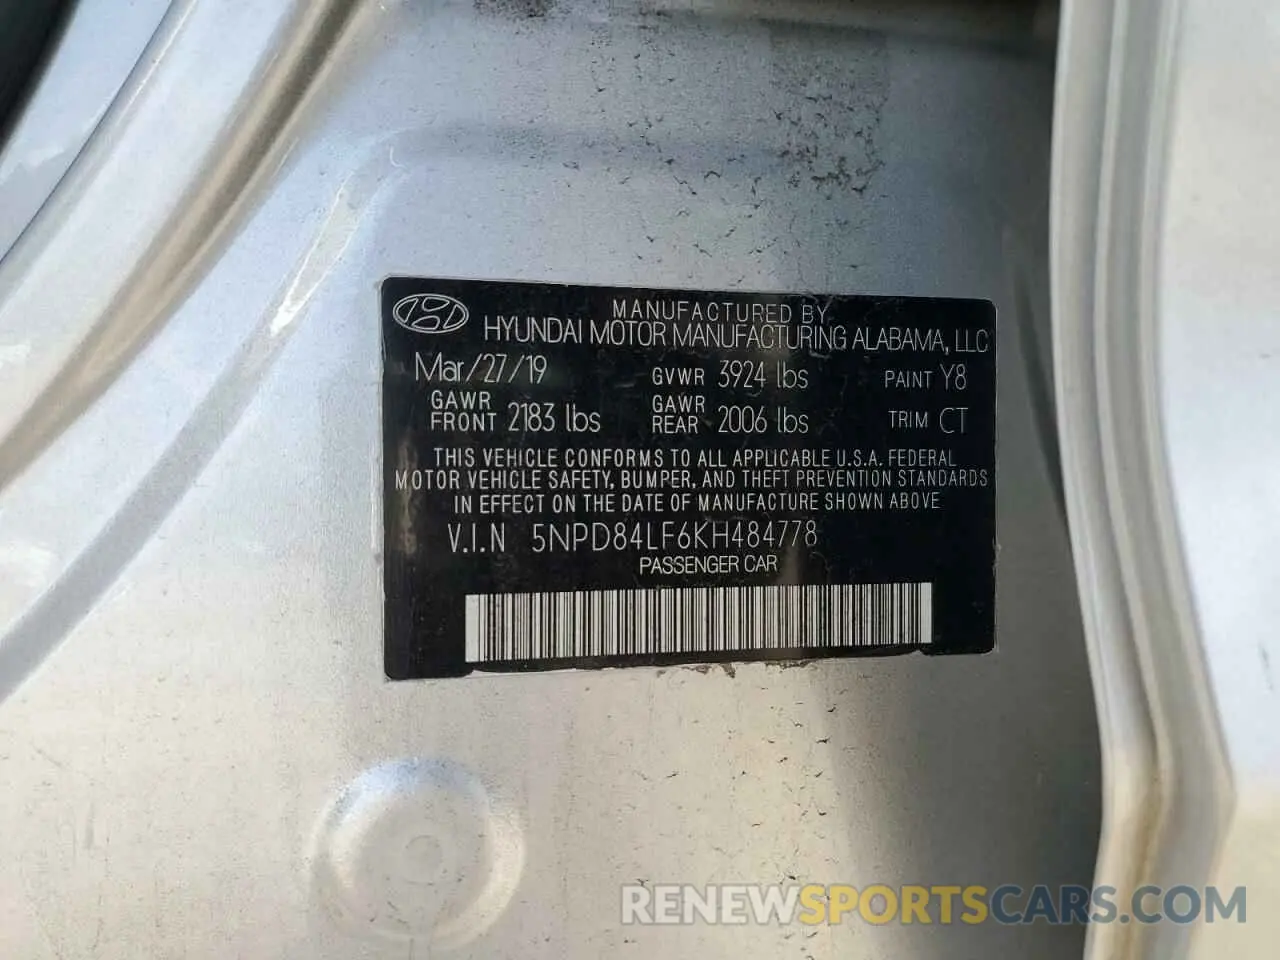 MANUFACTURED BY
HYUNDAI MOTOR MANUFACTURING ALABAMA, LLC
Mar/27/19 GVWR 3924 lbs PAINT Y8
GAWR FRONT 2183 lbs GAWR REAR 2006 lbs TRIM CT
THIS VEHICLE CONFORMS TO ALL APPLICABLE U.S.A. FEDERAL
MOTOR VEHICLE SAFETY, BUMPER, AND THEFT PREVENTION STANDARDS
IN EFFECT ON THE DATE OF MANUFACTURE SHOWN ABOVE
V.I.N 5NPD84LF6KH484778
PASSENGER CAR
RENEWSPORTSCARS.COM